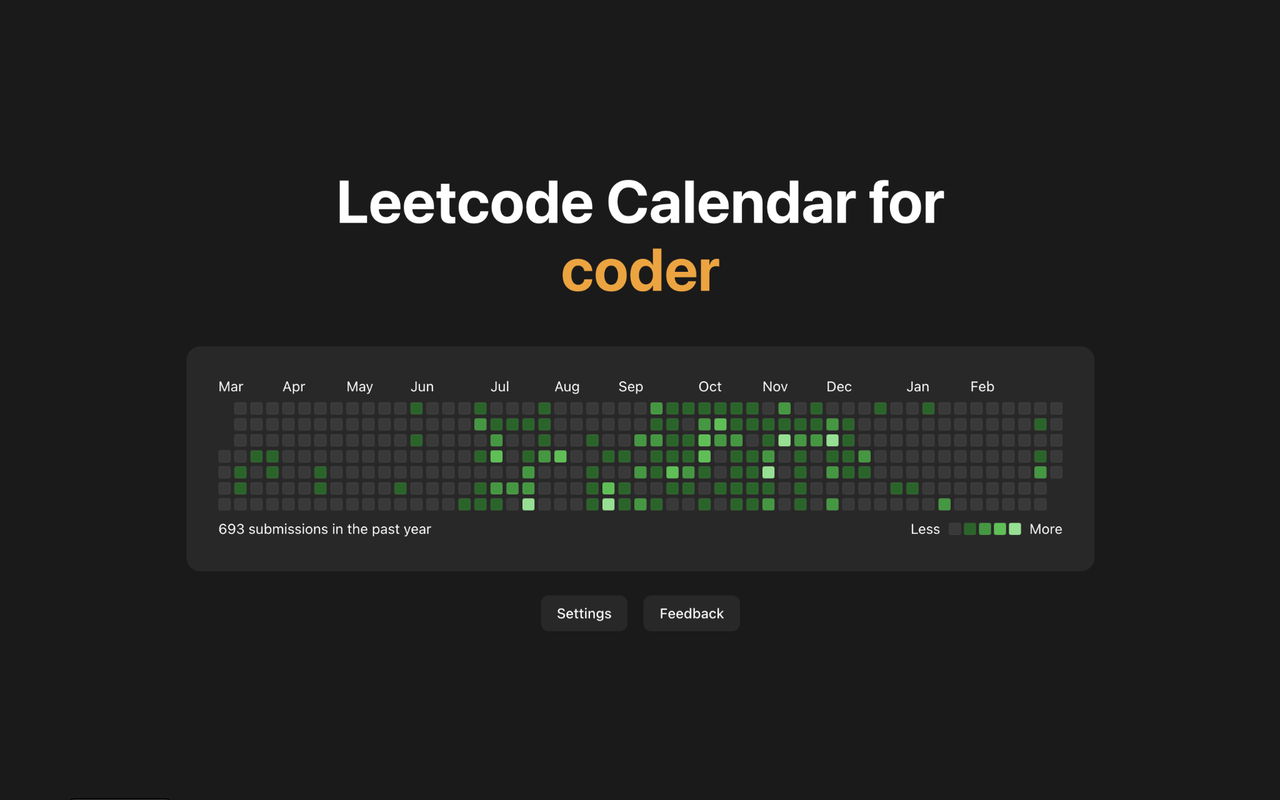 Leetcode Calendar for
coder
Mar Apr May Jun Jul Aug Sep Oct Nov Dec Jan Feb
693 submissions in the past year
Less More
Settings Feedback